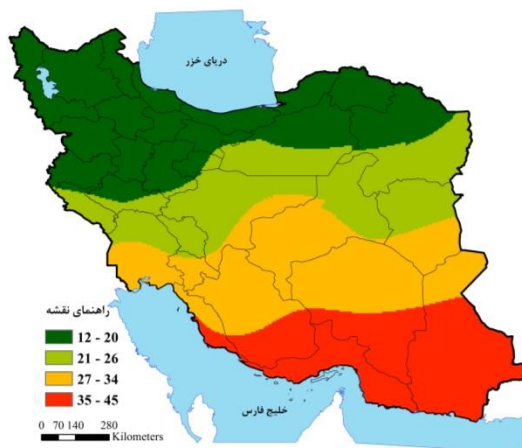 دریای خزر
راهنمای نقشه
12 - 20
21 - 26
27 - 34
35 - 45
0 70 140 280
Kilometers
خلیج فارس